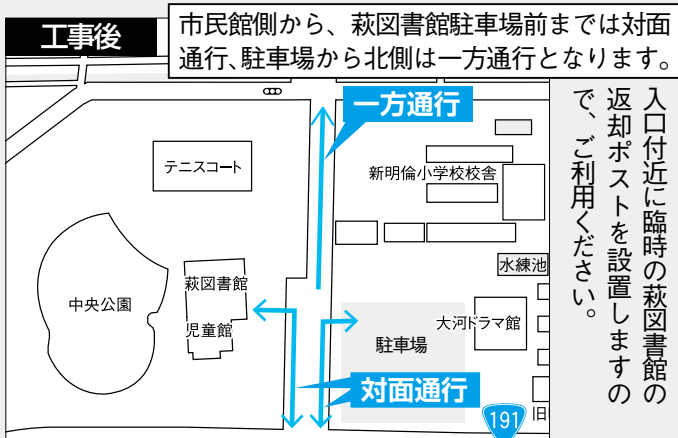 工事後
市民館側から、萩図書館駐車場前までは対面
通行、駐車場から北側は一方通行となります。
入口付近に臨時の萩図書館の
返却ポストを設置しますの
で、ご利用ください。
一方通行
テニスコート
新明倫小学校校舎
水練池
萩図書館
中央公園
児童館
大河ドラマ館
駐車場
対面通行
191
旧